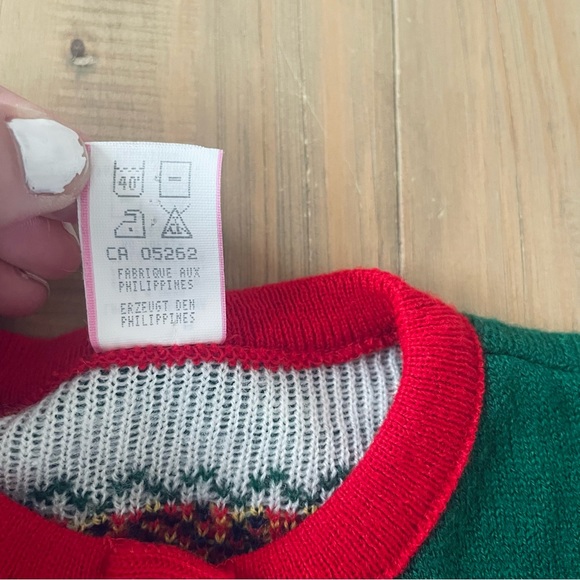 40°
CA 05262
FABRIQUE AUX
PHILIPPINES
ERZEUGT DEN
PHILIPPINES